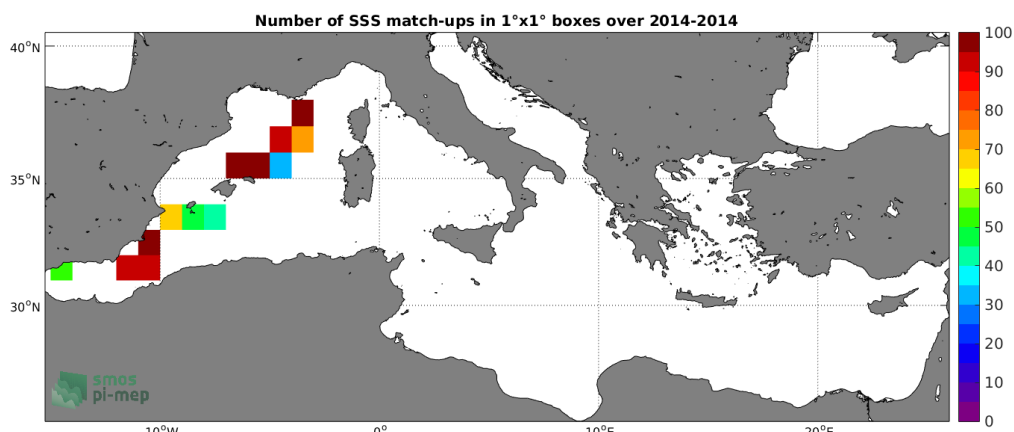 Number of SSS match-ups in 1°x1° boxes over 2014-2014
40°N
35°N
30°N
10°W
0°
10°E
20°E
100
90
80
70
60
50
40
30
20
10
0
smos
pi-mep